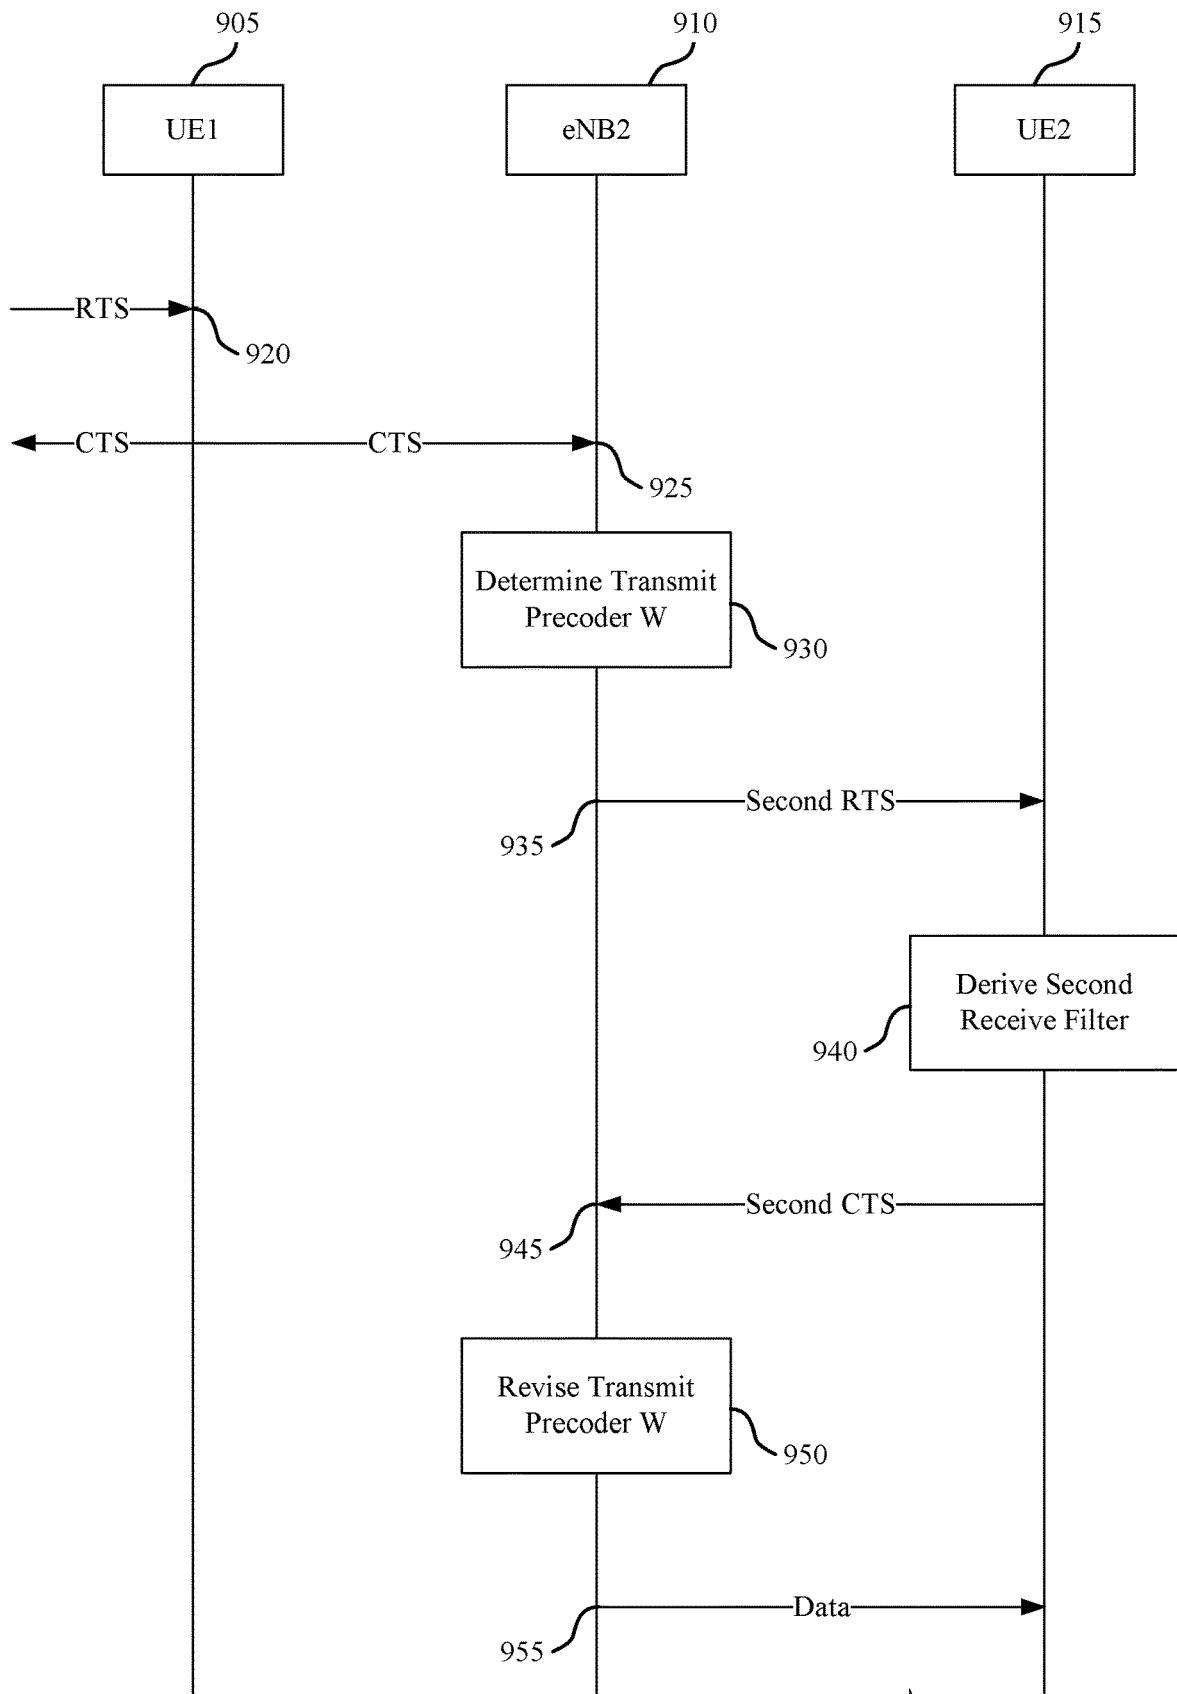 905
910
915
UE1
eNB2
UE2
RTS
920
CTS
CTS
925
Determine Transmit
Precoder W
930
Second RTS
935
Derive Second
Receive Filter
940
Second CTS
945
Revise Transmit
Precoder W
950
Data
955